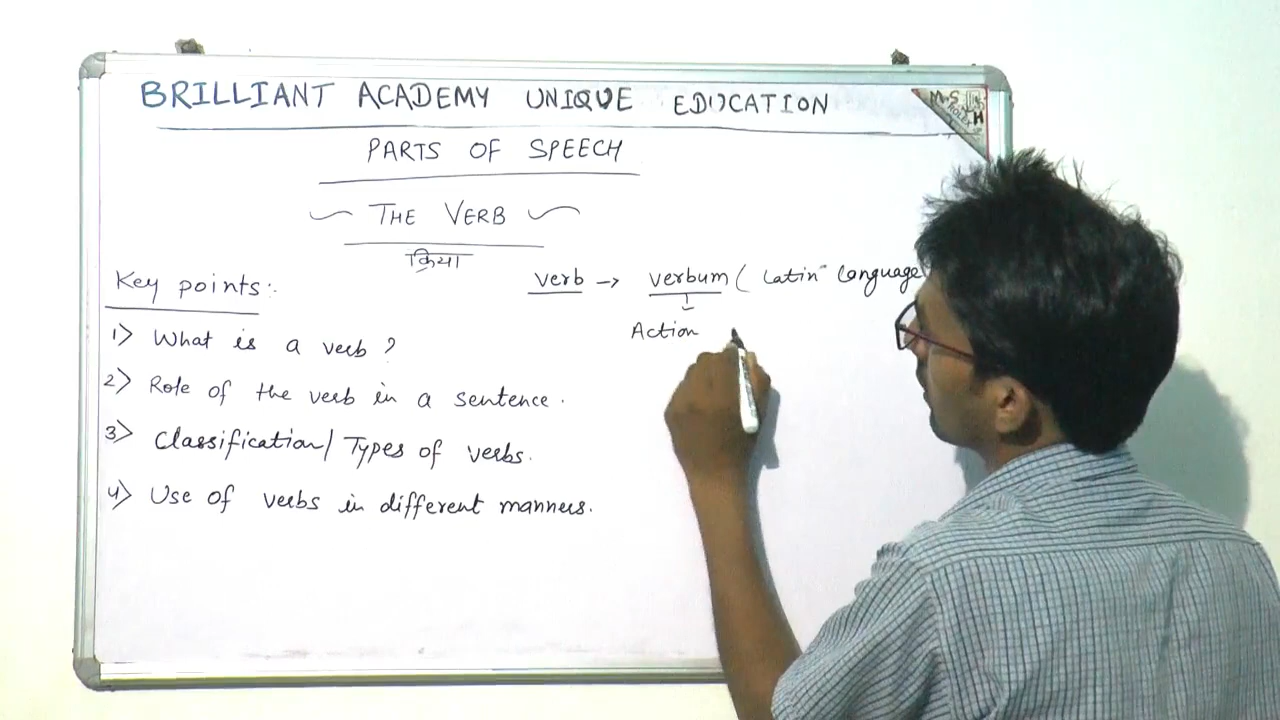 BRILLIANT ACADEMY UNIQUE EDUCATION
PARTS OF SPEECH
THE VERB
क्रिया
Key points:
verb → verbum ( Latin language
Action
1) What is a verb?
2) Role of the verb in a sentence.
3) Classification/ Types of verbs.
4) Use of verbs in different manners.